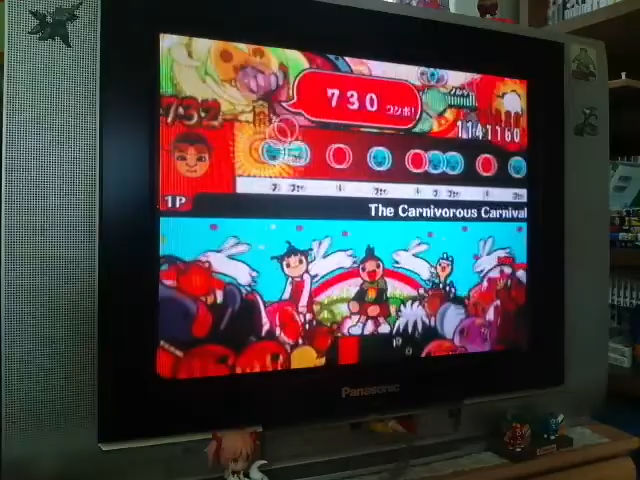 730 コンボ!
732
1141160
1P
The Carnivorous Carnival
Panasonic